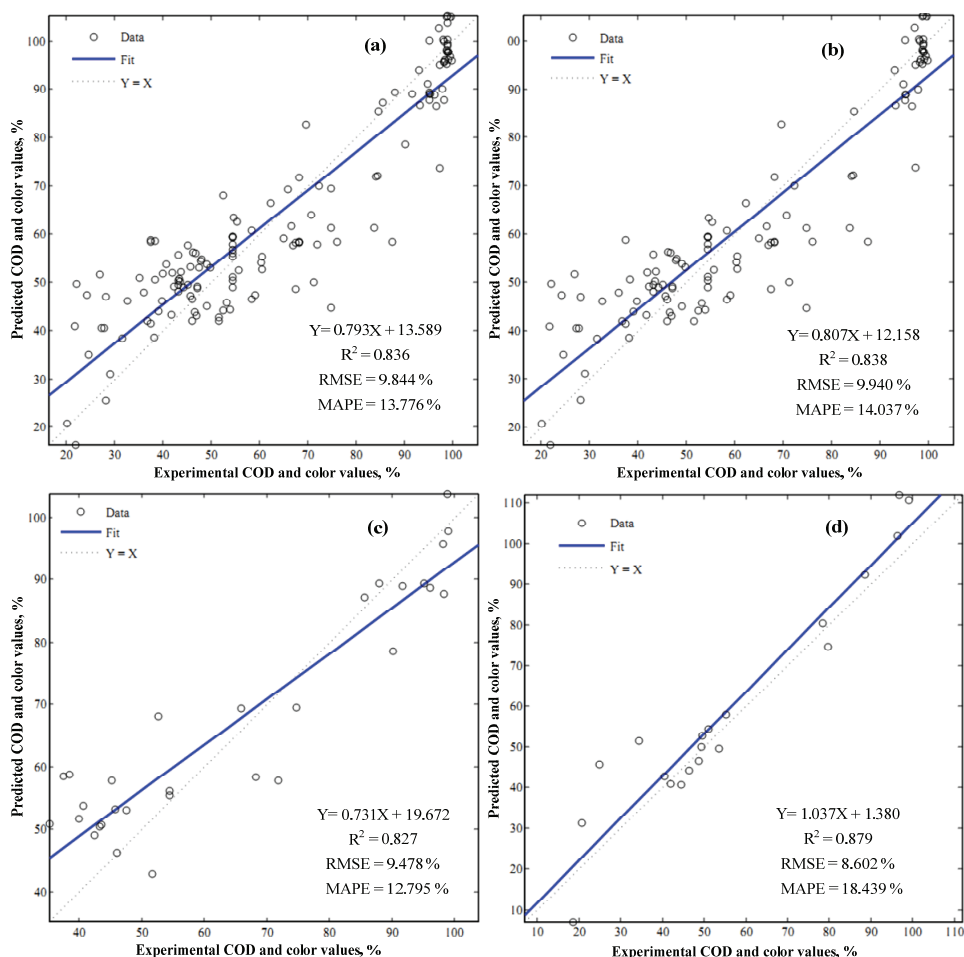 Data
Fit
Y = X
(a)
Y= 0.793X + 13.589
R² = 0.836
RMSE = 9.844 %
MAPE = 13.776 %
100
90
80
70
60
50
40
30
20
20 30 40 50 60 70 80 90 100
Predicted COD and color values, %
Experimental COD and color values, %
Data
Fit
Y = X
(b)
Y= 0.807X + 12.158
R² = 0.838
RMSE = 9.940 %
MAPE = 14.037 %
00
90
80
70
60
50
40
30
20
20 30 40 50 60 70 80 90 100
Predicted COD and color values, %
Experimental COD and color values, %
Data
Fit
Y = X
(c)
Y= 0.731X + 19.672
R² = 0.827
RMSE = 9.478 %
MAPE = 12.795 %
100
90
80
70
60
50
40
40 50 60 70 80 90 100
Predicted COD and color values, %
Experimental COD and color values, %
Data
Fit
Y = X
(d)
Y= 1.037X + 1.380
R² = 0.879
RMSE = 8.602 %
MAPE = 18.439 %
110
100
90
80
70
60
50
40
30
20
10
10 20 30 40 50 60 70 80 90 100 110
Predicted COD and color values, %
Experimental COD and color values, %